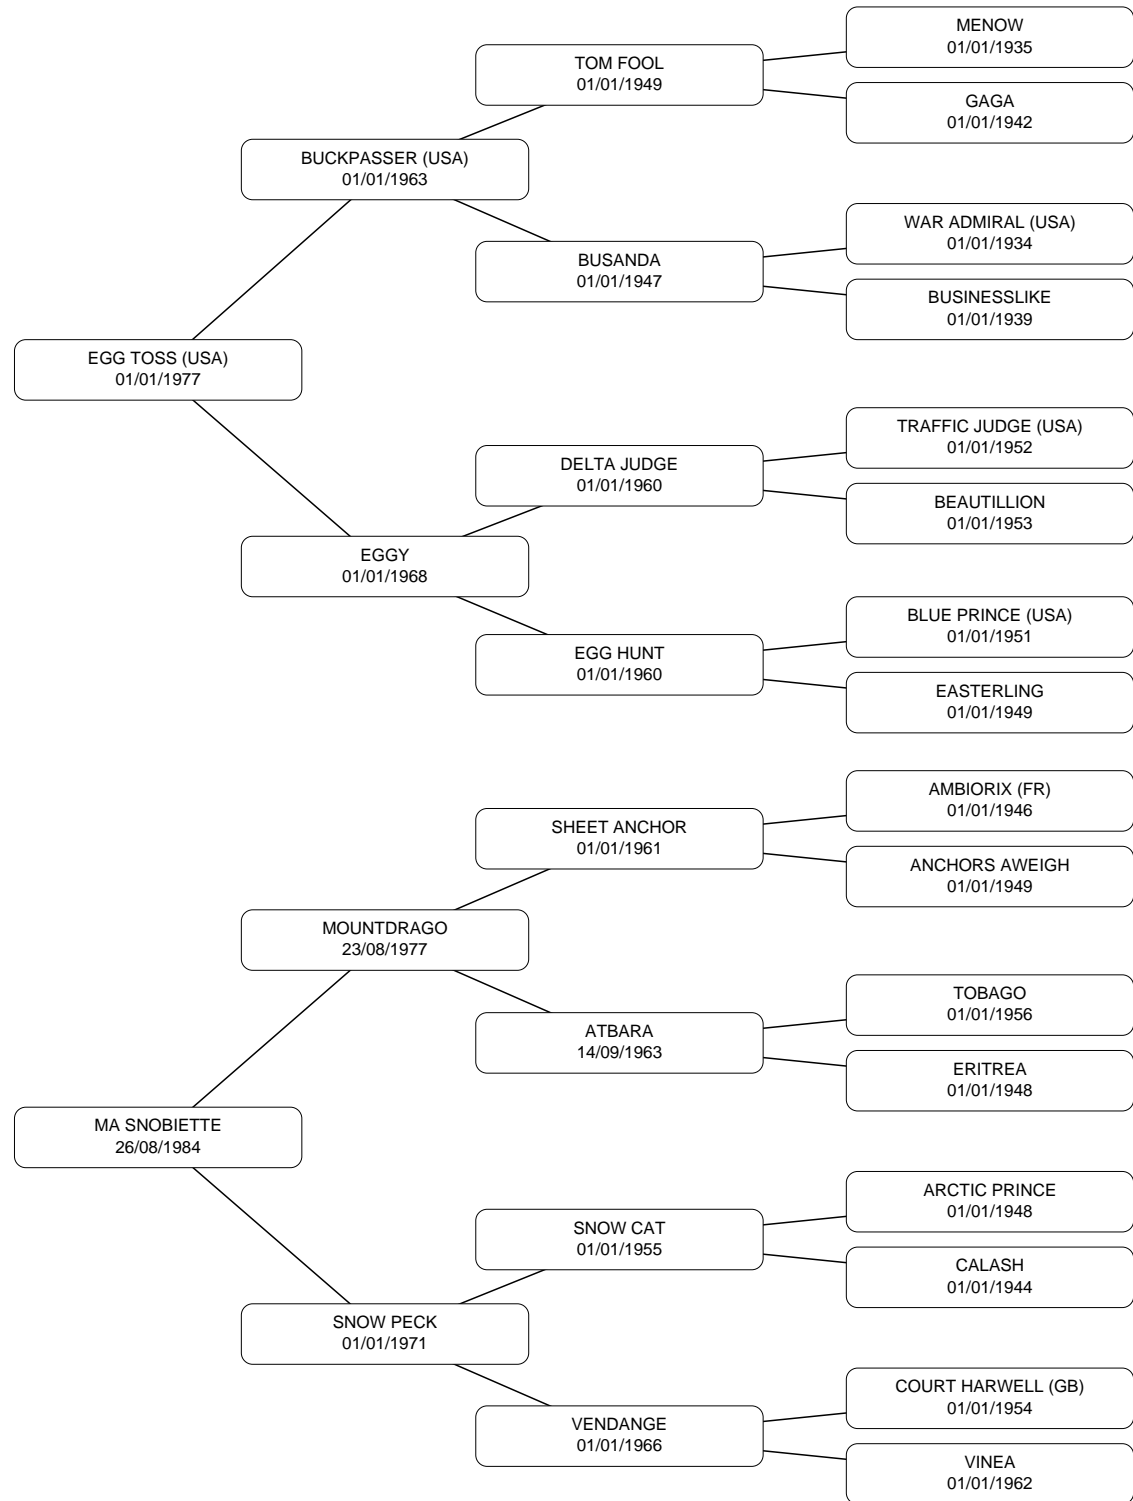 MENOW
01/01/1935
TOM FOOL
01/01/1949
GAGA
01/01/1942
BUCKPASSER (USA)
01/01/1963
WAR ADMIRAL (USA)
01/01/1934
BUSANDA
01/01/1947
BUSINESSLIKE
01/01/1939
EGG TOSS (USA)
01/01/1977
TRAFFIC JUDGE (USA)
01/01/1952
DELTA JUDGE
01/01/1960
BEAUTILLION
01/01/1953
EGGY
01/01/1968
BLUE PRINCE (USA)
01/01/1951
EGG HUNT
01/01/1960
EASTERLING
01/01/1949
AMBIORIX (FR)
01/01/1946
SHEET ANCHOR
01/01/1961
ANCHORS AWEIGH
01/01/1949
MOUNTDRAGO
23/08/1977
TOBAGO
01/01/1956
ATBARA
14/09/1963
ERITREA
01/01/1948
MA SNOBIETTE
26/08/1984
ARCTIC PRINCE
01/01/1948
SNOW CAT
01/01/1955
CALASH
01/01/1944
SNOW PECK
01/01/1971
COURT HARWELL (GB)
01/01/1954
VENDANGE
01/01/1966
VINEA
01/01/1962